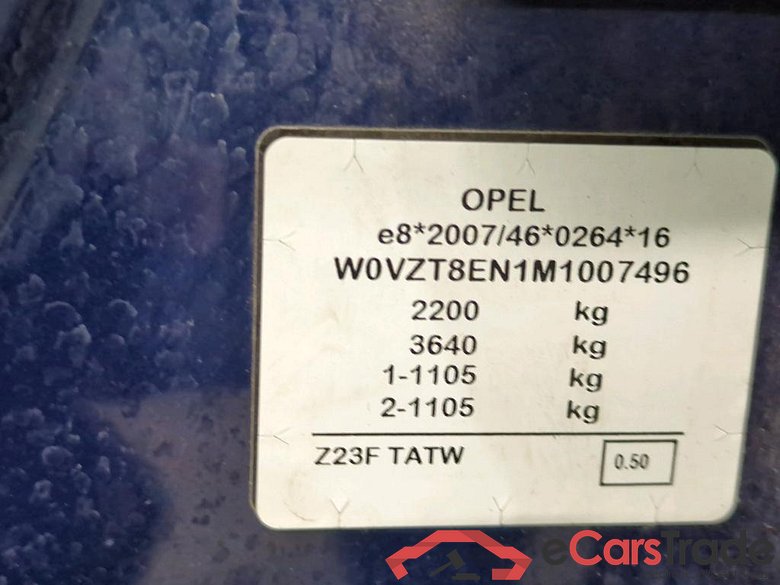 OPEL
e8*2007/46*0264*16
W0VZT8EN1M1007496
2200 kg
3640 kg
1-1105 kg
2-1105 kg
Z23F TATW 0.50
eCarsTrade